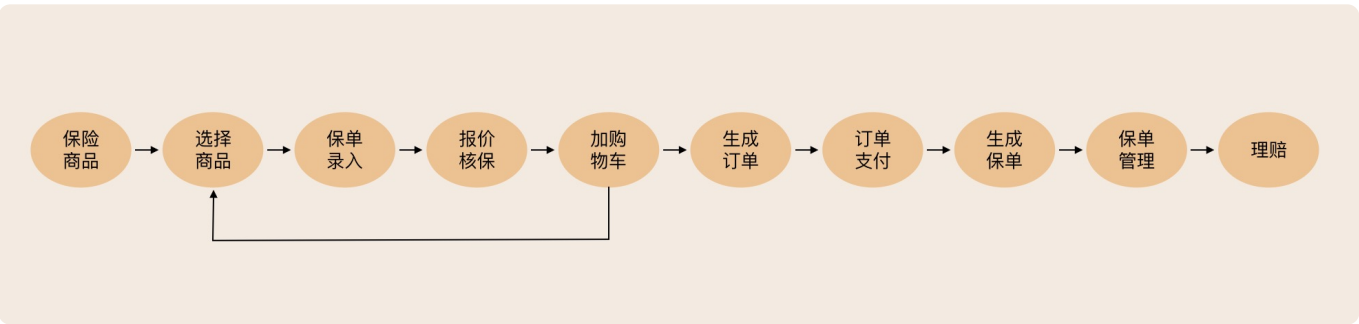 保险
商品
选择
商品
保单
录入
报价
核保
加购
物车
生成
订单
订单
支付
生成
保单
保单
管理
理赔